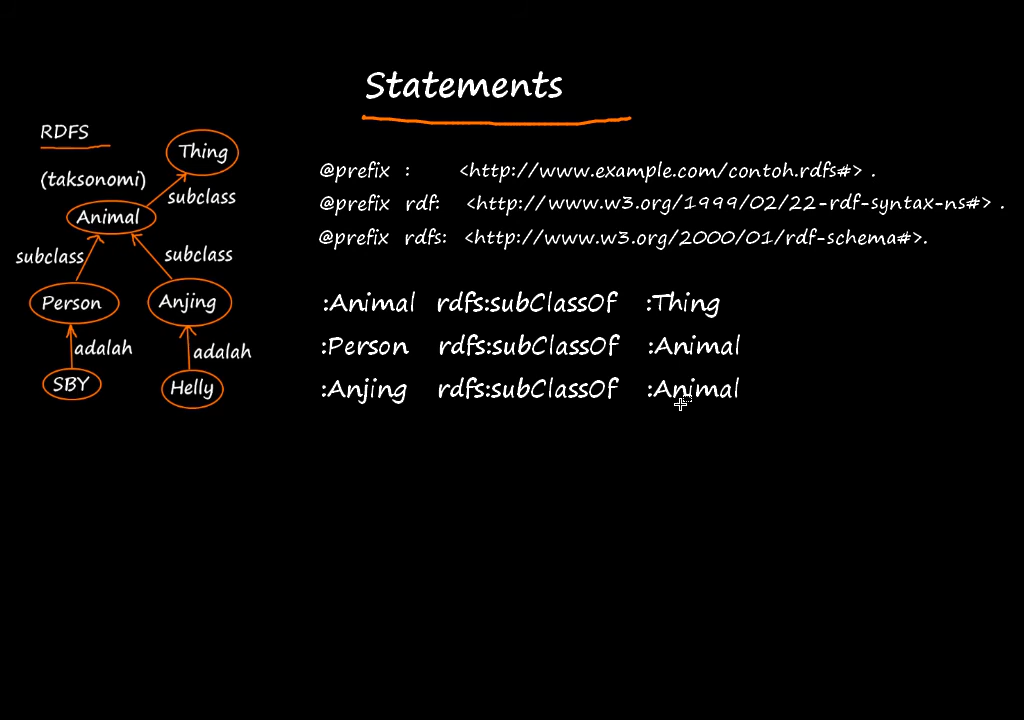 Statements
RDFS
(taksonomi)
Thing
subclass
Animal
subclass
subclass
Person
Anjing
adalah
adalah
SBY
Helly
@prefix : <http://www.example.com/contoh.rdfs#> .
@prefix rdf: <http://www.w3.org/1999/02/22-rdf-syntax-ns#> .
@prefix rdfs: <http://www.w3.org/2000/01/rdf-schema#>.
:Animal rdfs:subClassOf :Thing
:Person rdfs:subClassOf :Animal
:Anjing rdfs:subClassOf :Animal